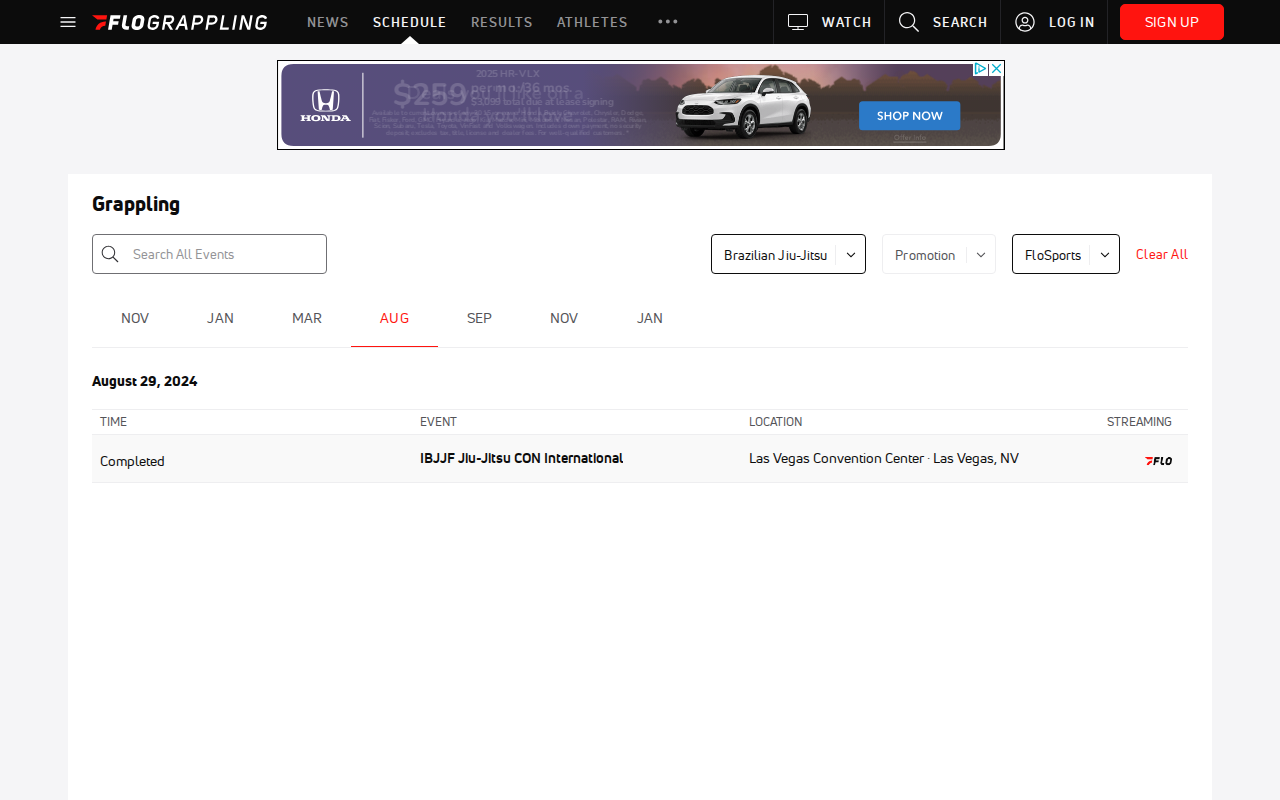 FLOGRAPPLING
NEWS
SCHEDULE
RESULTS
ATHLETES
WATCH
SEARCH
LOG IN
SIGN UP
HONDA
2025 HR-V LX
$259 per mo./36 mos.
$3,099 total due at lease signing
SHOP NOW
Offer Info
Grappling
Search All Events
Brazilian Jiu-Jitsu
Promotion
FloSports
Clear All
NOV
JAN
MAR
AUG
SEP
NOV
JAN
August 29, 2024
TIME
EVENT
LOCATION
STREAMING
Completed
IBJJF Jiu-Jitsu CON International
Las Vegas Convention Center · Las Vegas, NV
FLO